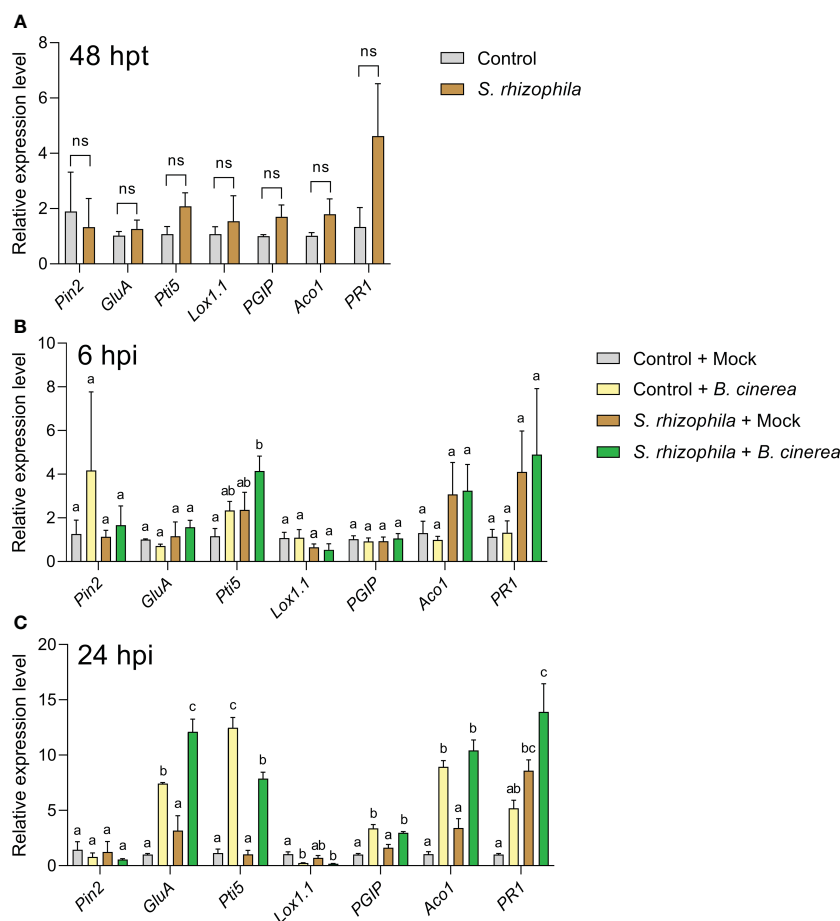 A
48 hpt
Relative expression level
8
6
4
2
0
ns
ns
ns
ns
ns
ns
ns
Pin2
GluA
Pti5
Lox1.1
PGIP
Aco1
PR1
Control
S. rhizophila
B
6 hpi
Relative expression level
10
8
6
4
2
0
a a a a
a a a a
a ab ab b
a a a a
a a a a
a a a a
a a a a
Pin2
GluA
Pti5
Lox1.1
PGIP
Aco1
PR1
Control + Mock
Control + B. cinerea
S. rhizophila + Mock
S. rhizophila + B. cinerea
C
24 hpi
Relative expression level
20
15
10
5
0
a a a a
a b a c
a c a b
a b ab b
a b a b
a b a b
a ab bc c
Pin2
GluA
Pti5
Lox1.1
PGIP
Aco1
PR1